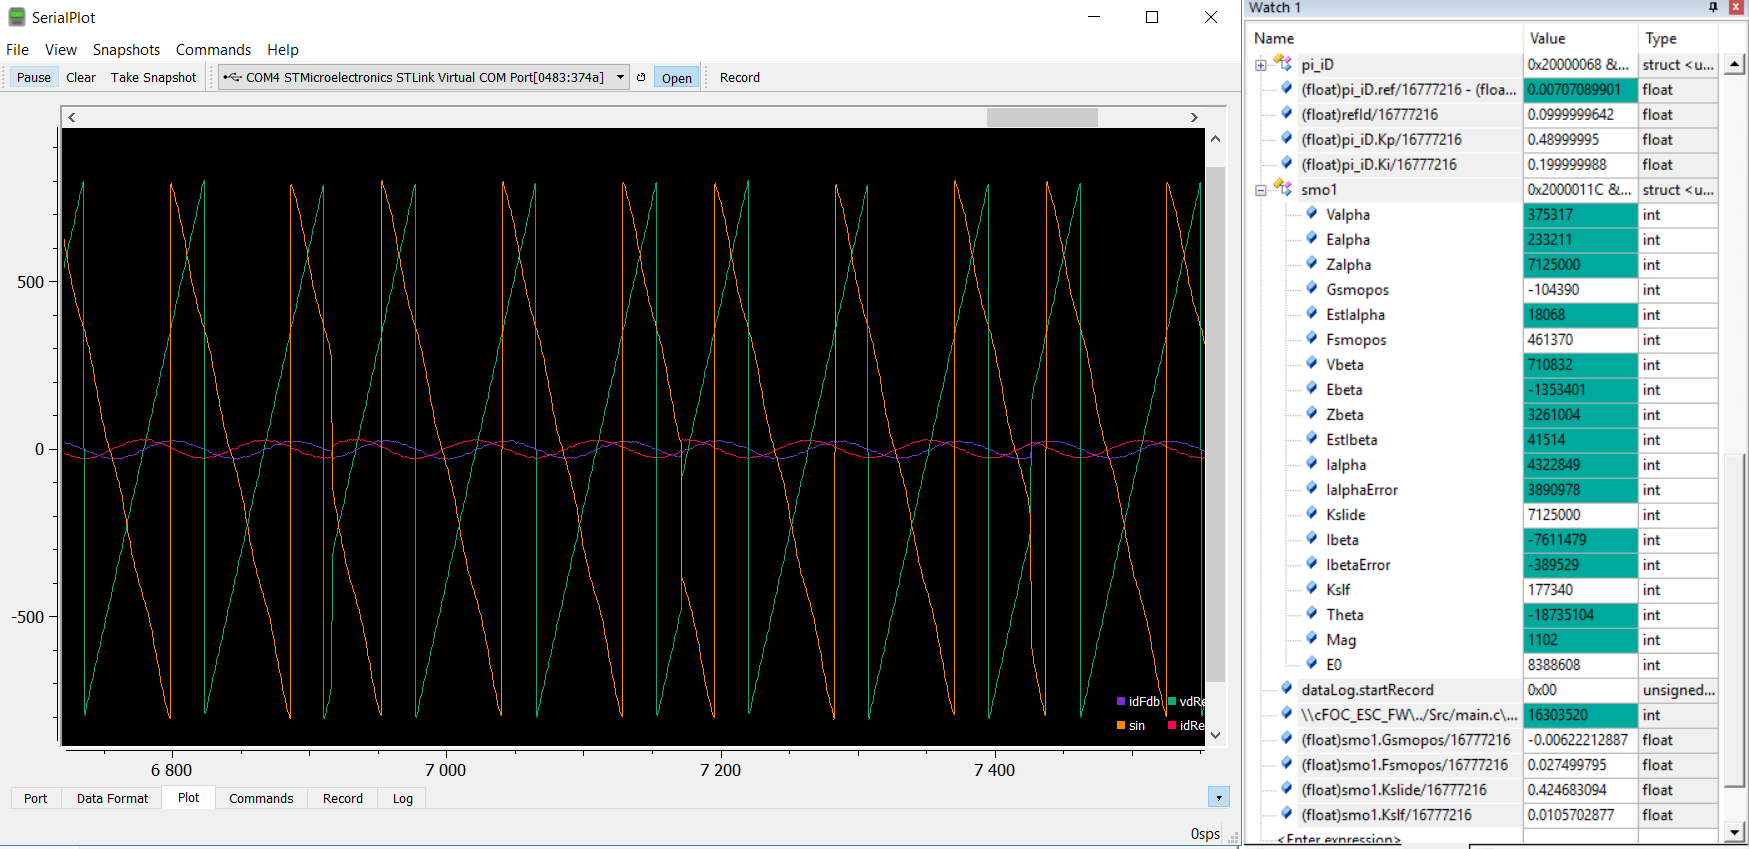 SerialPlot
File View Snapshots Commands Help
Pause Clear Take Snapshot COM4 STMicroelectronics STLink Virtual COM Port[0483:374a] Open Record
500
0
-500
idFdb vdRe
sin idRe
6 800 7 000 7 200 7 400
Port Data Format Plot Commands Record Log
0sps
Watch 1
Name Value Type
pi_iD 0x20000068 &... struct <u...
(float)pi_iD.ref/16777216 - (floa... 0.00707089901 float
(float)refId/16777216 0.0999999642 float
(float)pi_iD.Kp/16777216 0.48999995 float
(float)pi_iD.Ki/16777216 0.199999988 float
smo1 0x2000011C &... struct <u...
Valpha 375317 int
Ealpha 233211 int
Zalpha 7125000 int
Gsmopos -104390 int
EstIalpha 18068 int
Fsmopos 461370 int
Vbeta 710832 int
Ebeta -1353401 int
Zbeta 3261004 int
EstIbeta 41514 int
Ialpha 4322849 int
IalphaError 3890978 int
Kslide 7125000 int
Ibeta -7611479 int
IbetaError -389529 int
Kslf 177340 int
Theta -18735104 int
Mag 1102 int
E0 8388608 int
dataLog.startRecord 0x00 unsigned...
\\cFOC_ESC_FW\../Src/main.c\... 16303520 int
(float)smo1.Gsmopos/16777216 -0.00622212887 float
(float)smo1.Fsmopos/16777216 0.027499795 float
(float)smo1.Kslide/16777216 0.424683094 float
(float)smo1.Kslf/16777216 0.0105702877 float
<Enter expression>